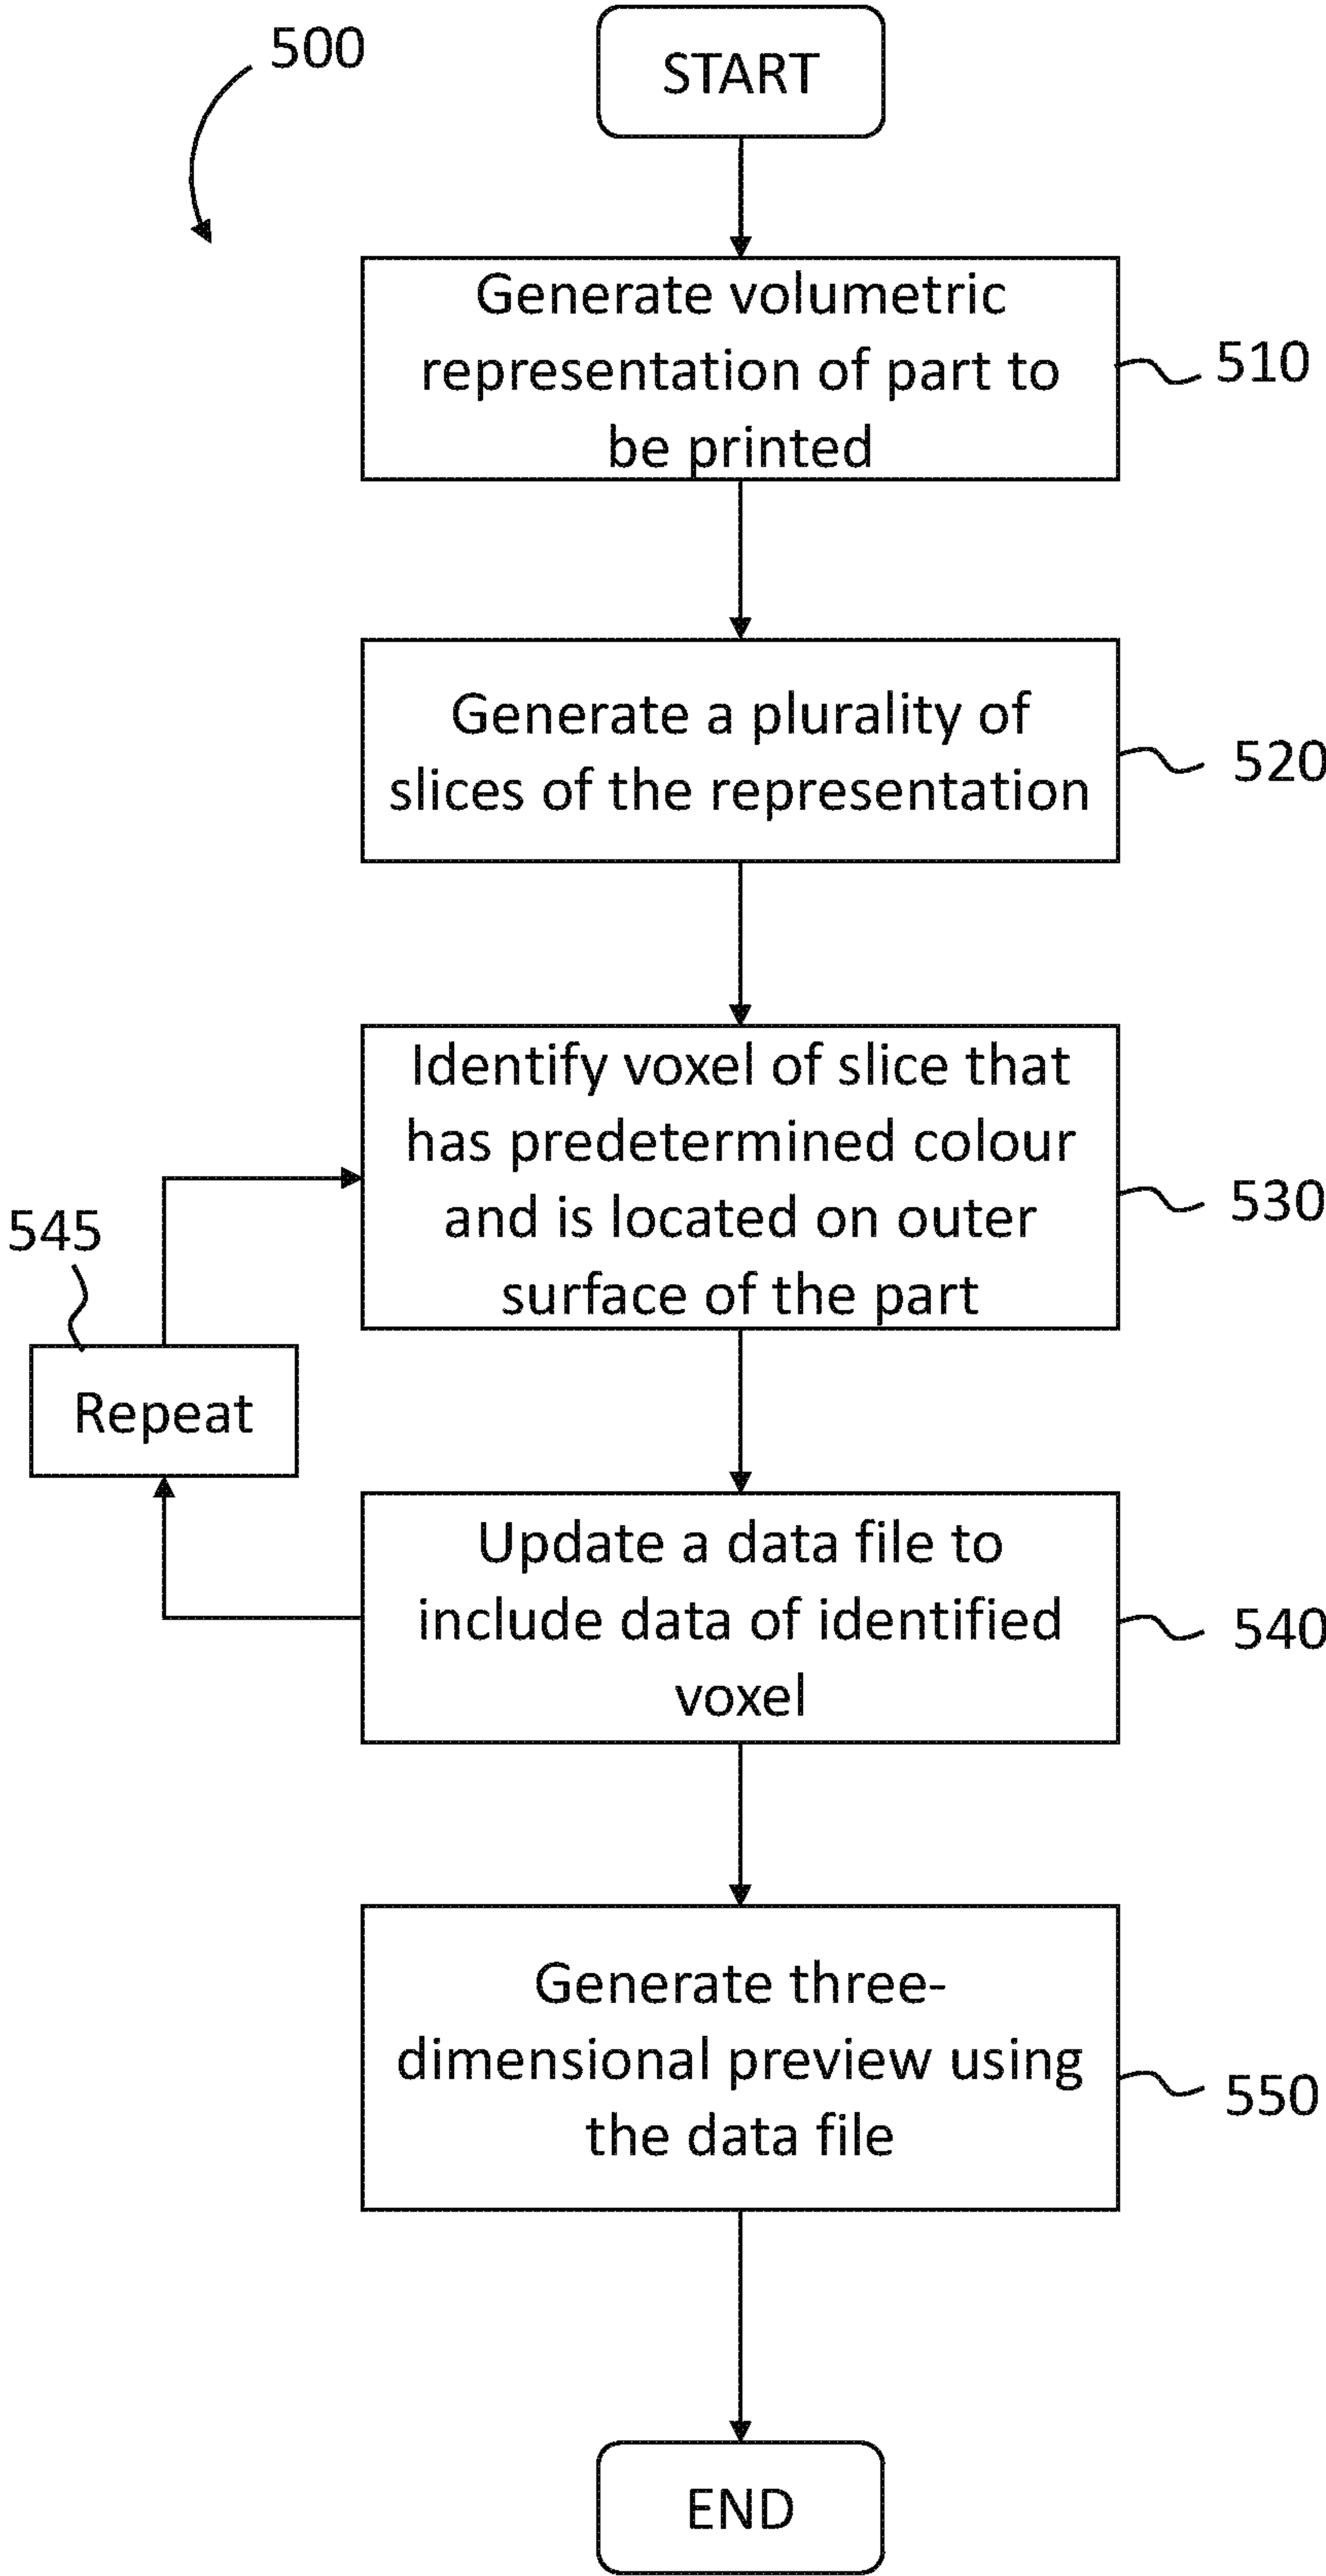 500
START
Generate volumetric
representation of part to
be printed
510
Generate a plurality of
slices of the representation
520
Identify voxel of slice that
has predetermined colour
and is located on outer
surface of the part
530
545
Repeat
Update a data file to
include data of identified
voxel
540
Generate three-
dimensional preview using
the data file
550
END